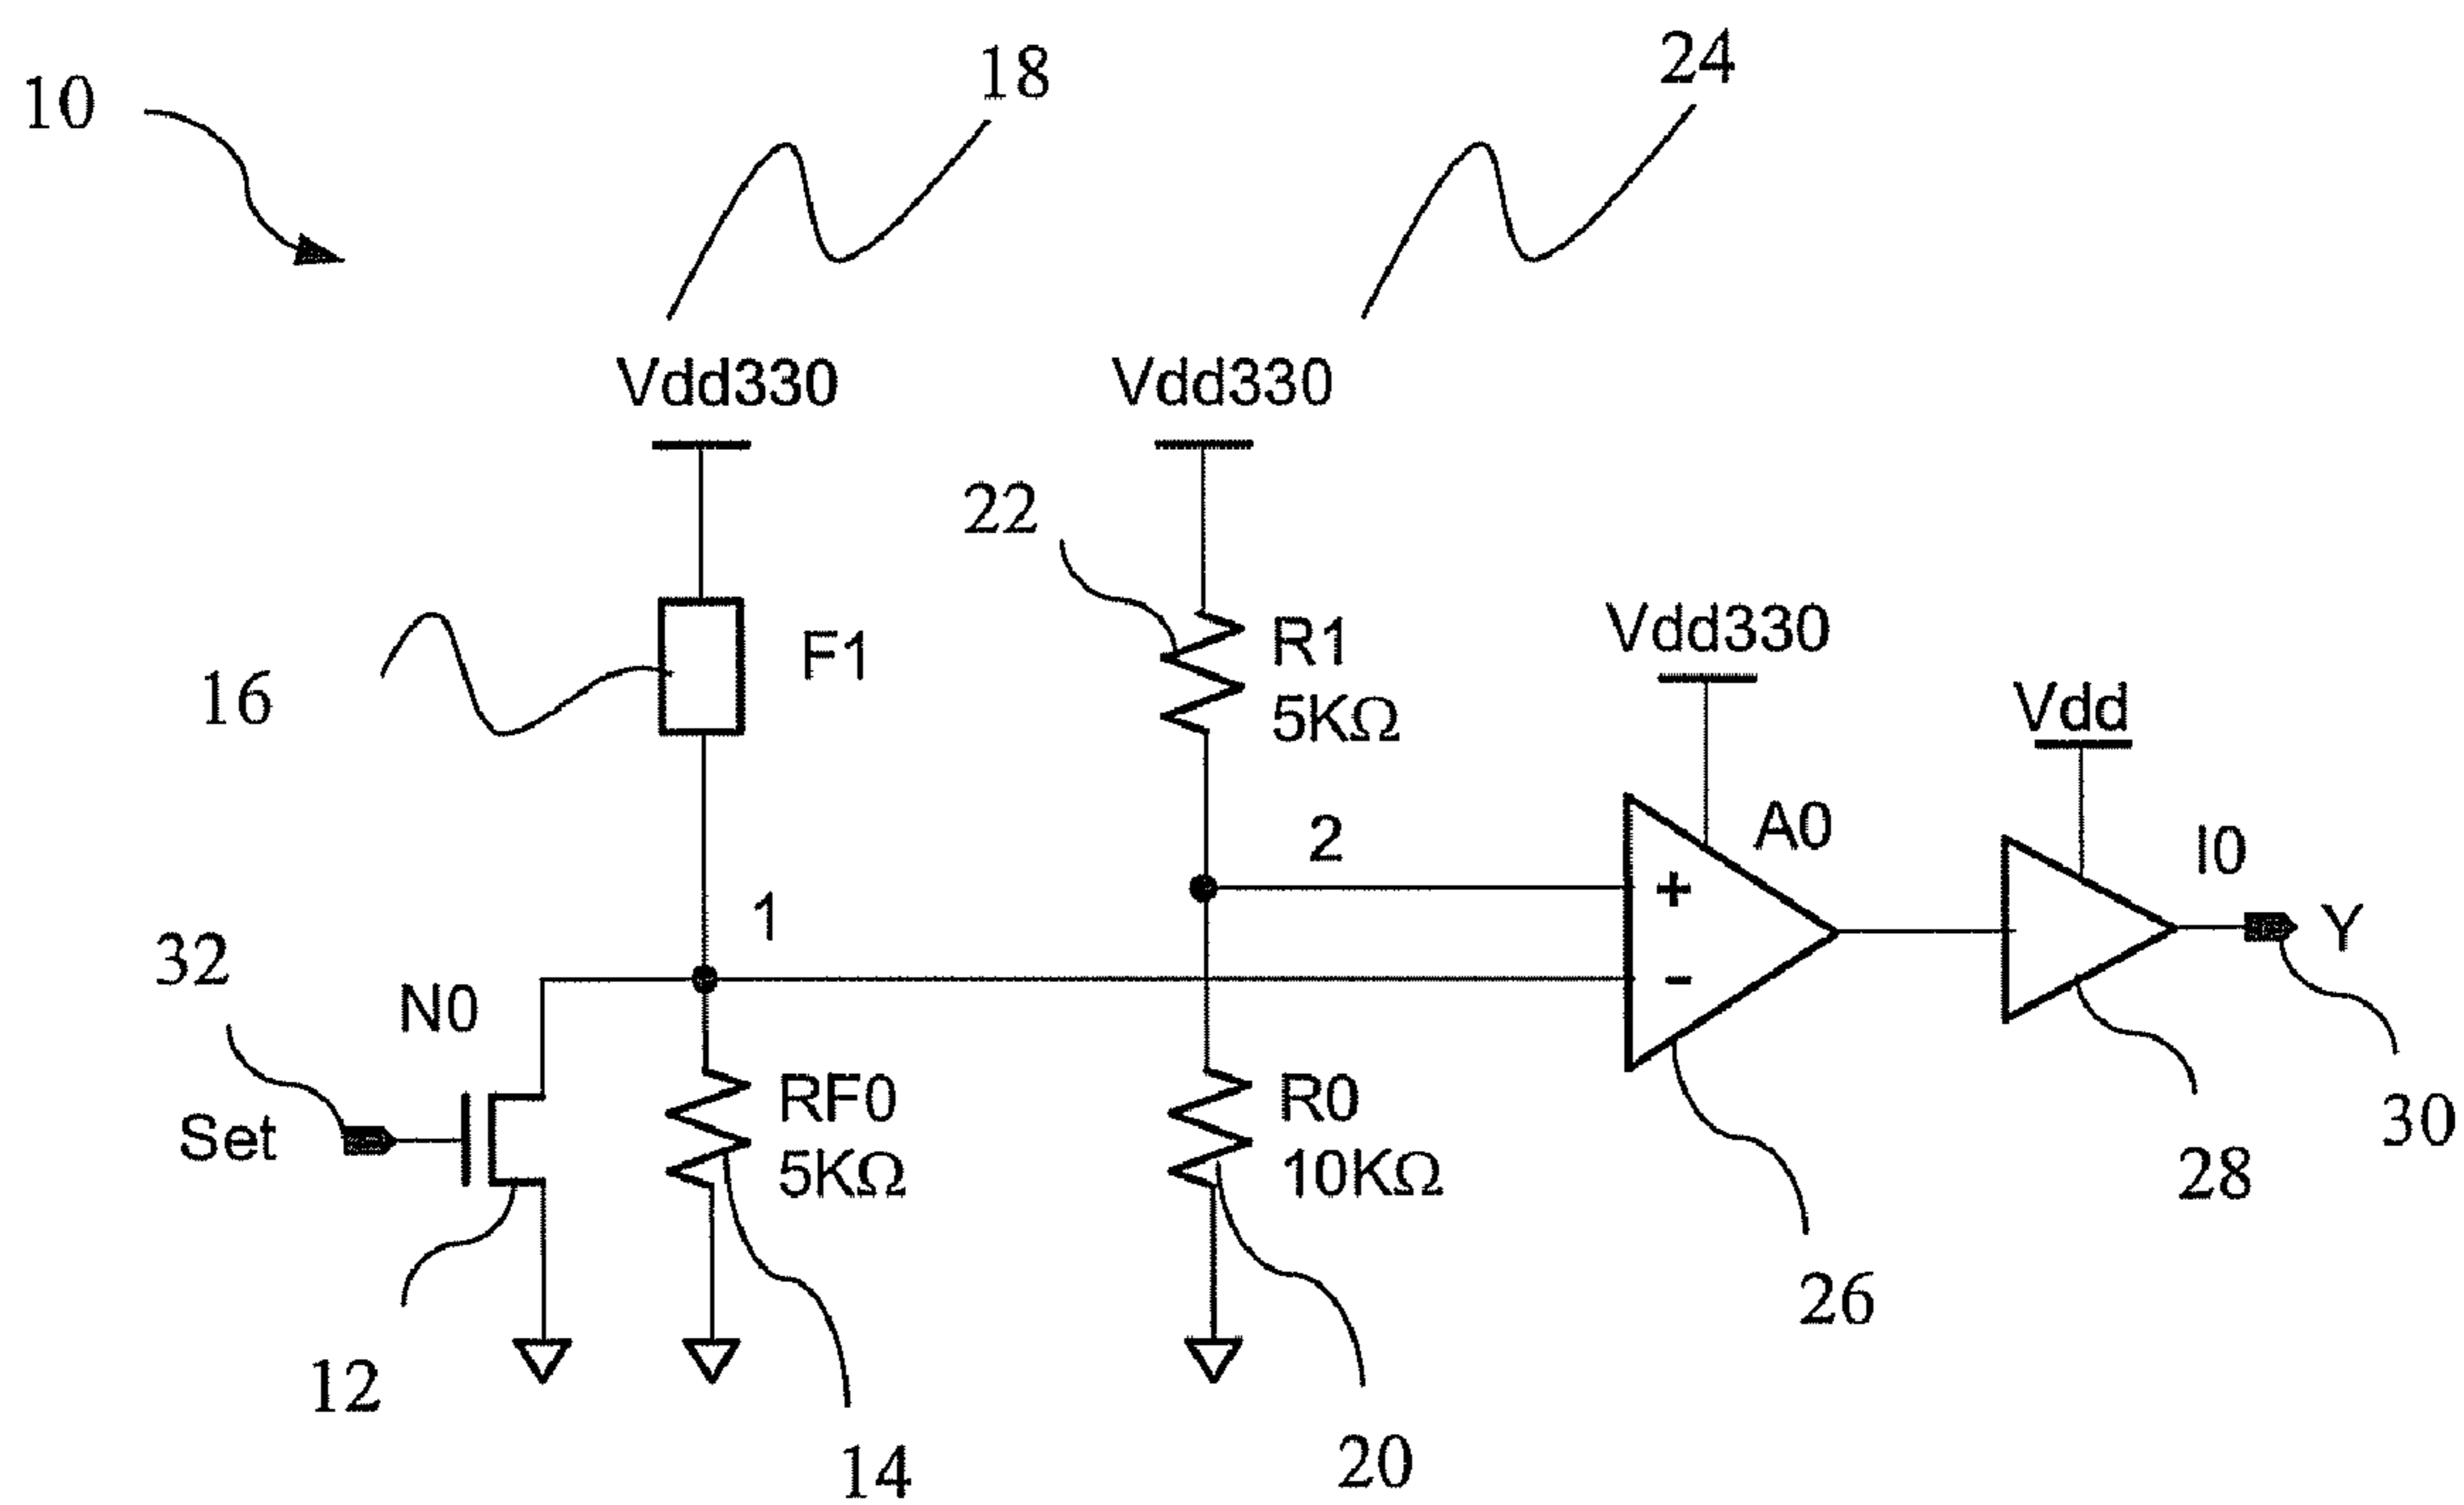 10
18
24
Vdd330
Vdd330
22
16
F1
R1
5KΩ
Vdd330
Vdd
A0
I0
2
1
+
-
Y
32
N0
Set
RF0
5KΩ
R0
10KΩ
30
28
26
12
14
20